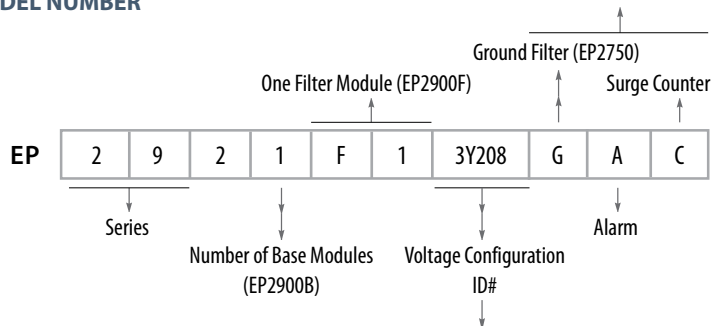 DEL NUMBER
Ground Filter (EP2750)
One Filter Module (EP2900F)
Surge Counter
EP 2 9 2 1 F 1 3Y208 G A C
Series
Alarm
Number of Base Modules
(EP2900B)
Voltage Configuration
ID#